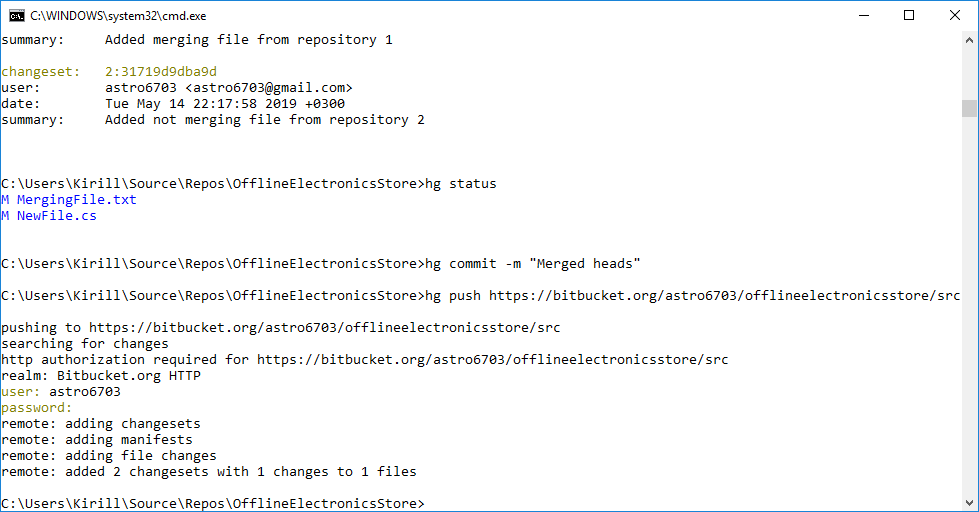 C:\WINDOWS\system32\cmd.exe
summary:     Added merging file from repository 1
changeset:   2:31719d9dba9d
user:        astro6703 <astro6703@gmail.com>
date:        Tue May 14 22:17:58 2019 +0300
summary:     Added not merging file from repository 2
C:\Users\Kirill\Source\Repos\OfflineElectronicsStore>hg status
M MergingFile.txt
M NewFile.cs
C:\Users\Kirill\Source\Repos\OfflineElectronicsStore>hg commit -m "Merged heads"
C:\Users\Kirill\Source\Repos\OfflineElectronicsStore>hg push https://bitbucket.org/astro6703/offlineelectronicsstore/src
pushing to https://bitbucket.org/astro6703/offlineelectronicsstore/src
searching for changes
http authorization required for https://bitbucket.org/astro6703/offlineelectronicsstore/src
realm: Bitbucket.org HTTP
user: astro6703
password:
remote: adding changesets
remote: adding manifests
remote: adding file changes
remote: added 2 changesets with 1 changes to 1 files
C:\Users\Kirill\Source\Repos\OfflineElectronicsStore>